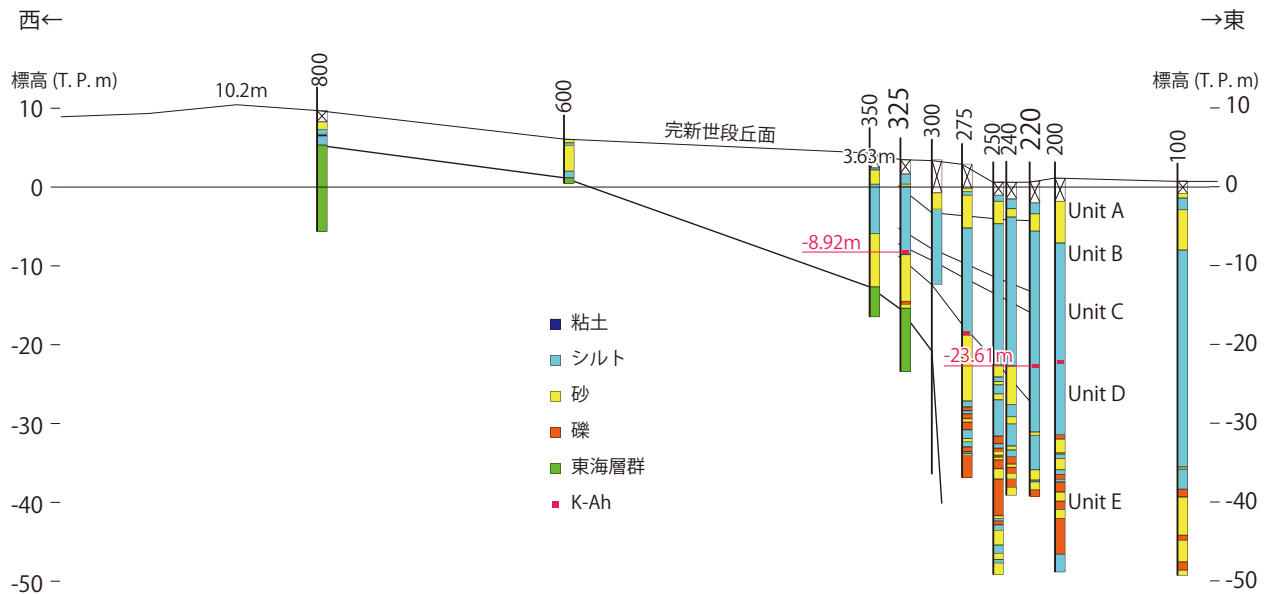 西←
→東
標高 (T. P. m)
標高 (T. P. m)
10.2m
800
600
350
325
300
275
250
240
220
200
100
完新世段丘面
3.63m
10
0
-10
-20
-30
-40
-50
10
0
-10
-20
-30
-40
-50
-8.92m
-23.61m
Unit A
Unit B
Unit C
Unit D
Unit E
粘土
シルト
砂
礫
東海層群
K-Ah